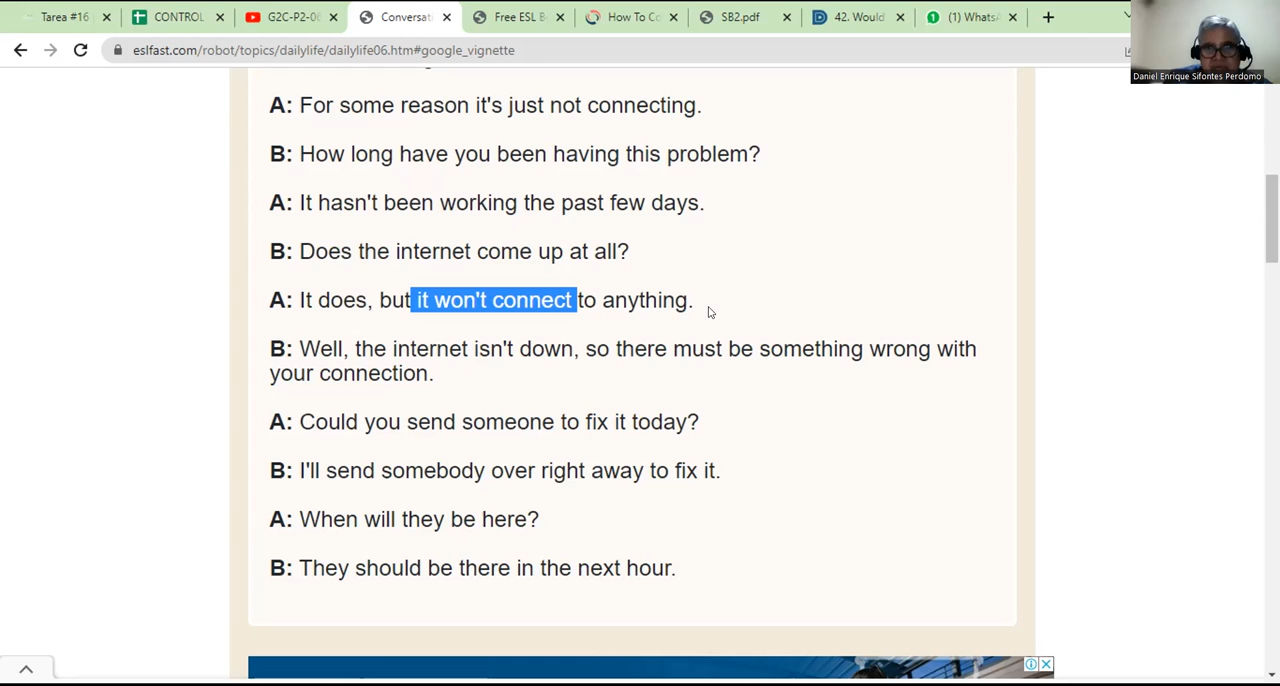 Tarea #16
CONTROL
G2C-P2-0
Conversat
Free ESL B
How To Co
SB2.pdf
42. Would
(1) WhatsA
eslfast.com/robot/topics/dailylife/dailylife06.htm#google_vignette
Daniel Enrique Sifontes Perdomo
A: For some reason it's just not connecting.
B: How long have you been having this problem?
A: It hasn't been working the past few days.
B: Does the internet come up at all?
A: It does, but it won't connect to anything.
B: Well, the internet isn't down, so there must be something wrong with
your connection.
A: Could you send someone to fix it today?
B: I'll send somebody over right away to fix it.
A: When will they be here?
B: They should be there in the next hour.